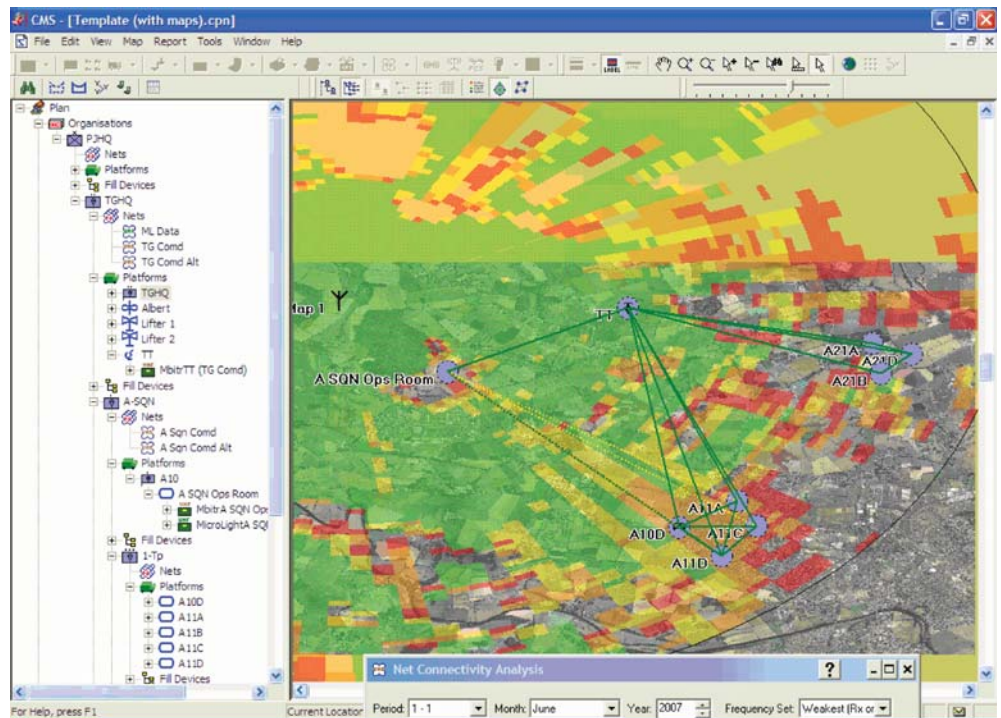 CMS - [Template (with maps).cpn]
File Edit View Map Report Tools Window Help
LABEL
Plan
Organisations
PJHQ
Nets
Platforms
Fill Devices
TGHQ
Nets
ML Data
TG Comd
TG Comd Alt
Platforms
TGHQ
Albert
Lifter 1
Lifter 2
TT
MbitrTT (TG Comd)
Fill Devices
A-SQN
Nets
A Sqn Comd
A Sqn Comd Alt
Platforms
A10
A SQN Ops Room
MbitrA SQN Op
MicroLightA SQ
Fill Devices
1-Tp
Nets
Platforms
A10D
A11A
A11B
A11C
A11D
Fill Devices
Map 1
TT
A SQN Ops Room
A21A
A21D
A21B
A11A
A10D
A11C
A11D
Net Connectivity Analysis
?
Period: 1 - 1 Month: June Year: 2007 Frequency Set: Weakest (Rx or
For Help, press F1
Current Location